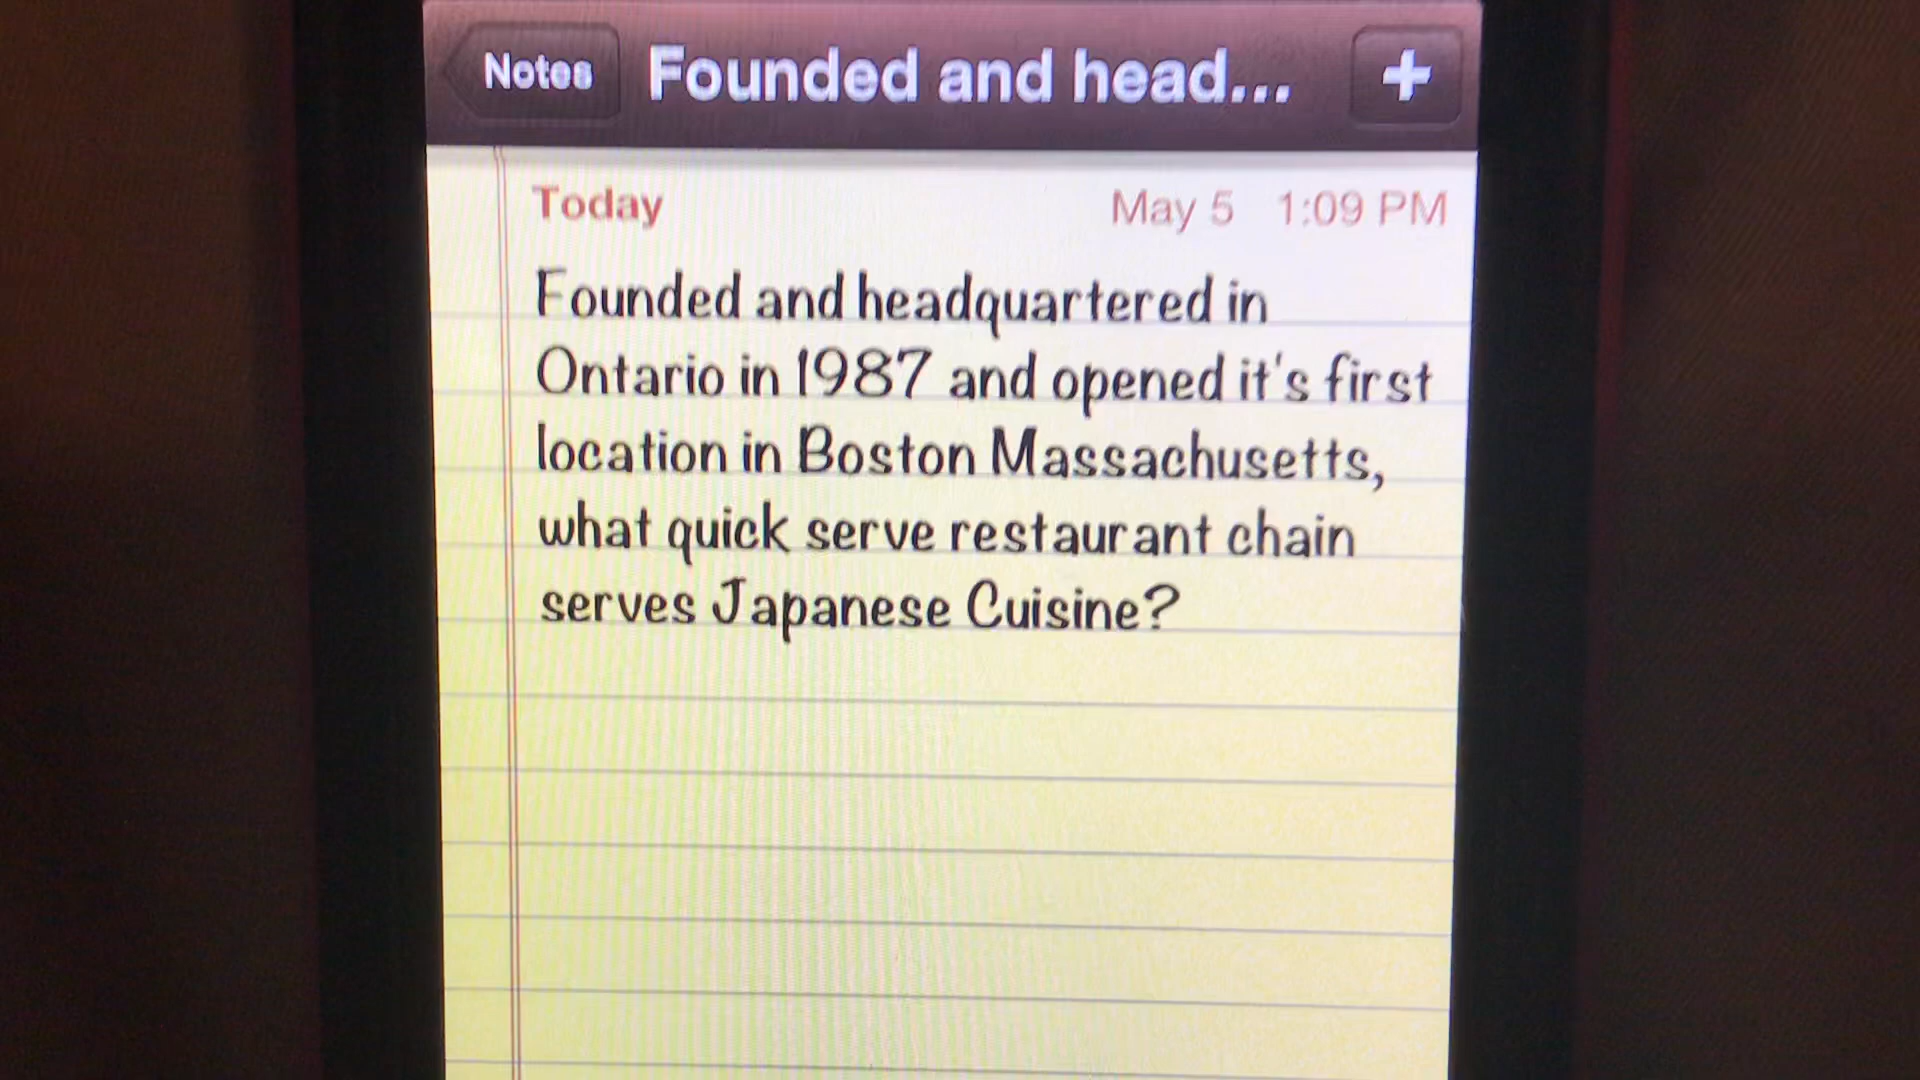 Notes
Founded and head...
+
Today
May 5 1:09 PM
Founded and headquartered in
Ontario in 1987 and opened it's first
location in Boston Massachusetts,
what quick serve restaurant chain
serves Japanese Cuisine?